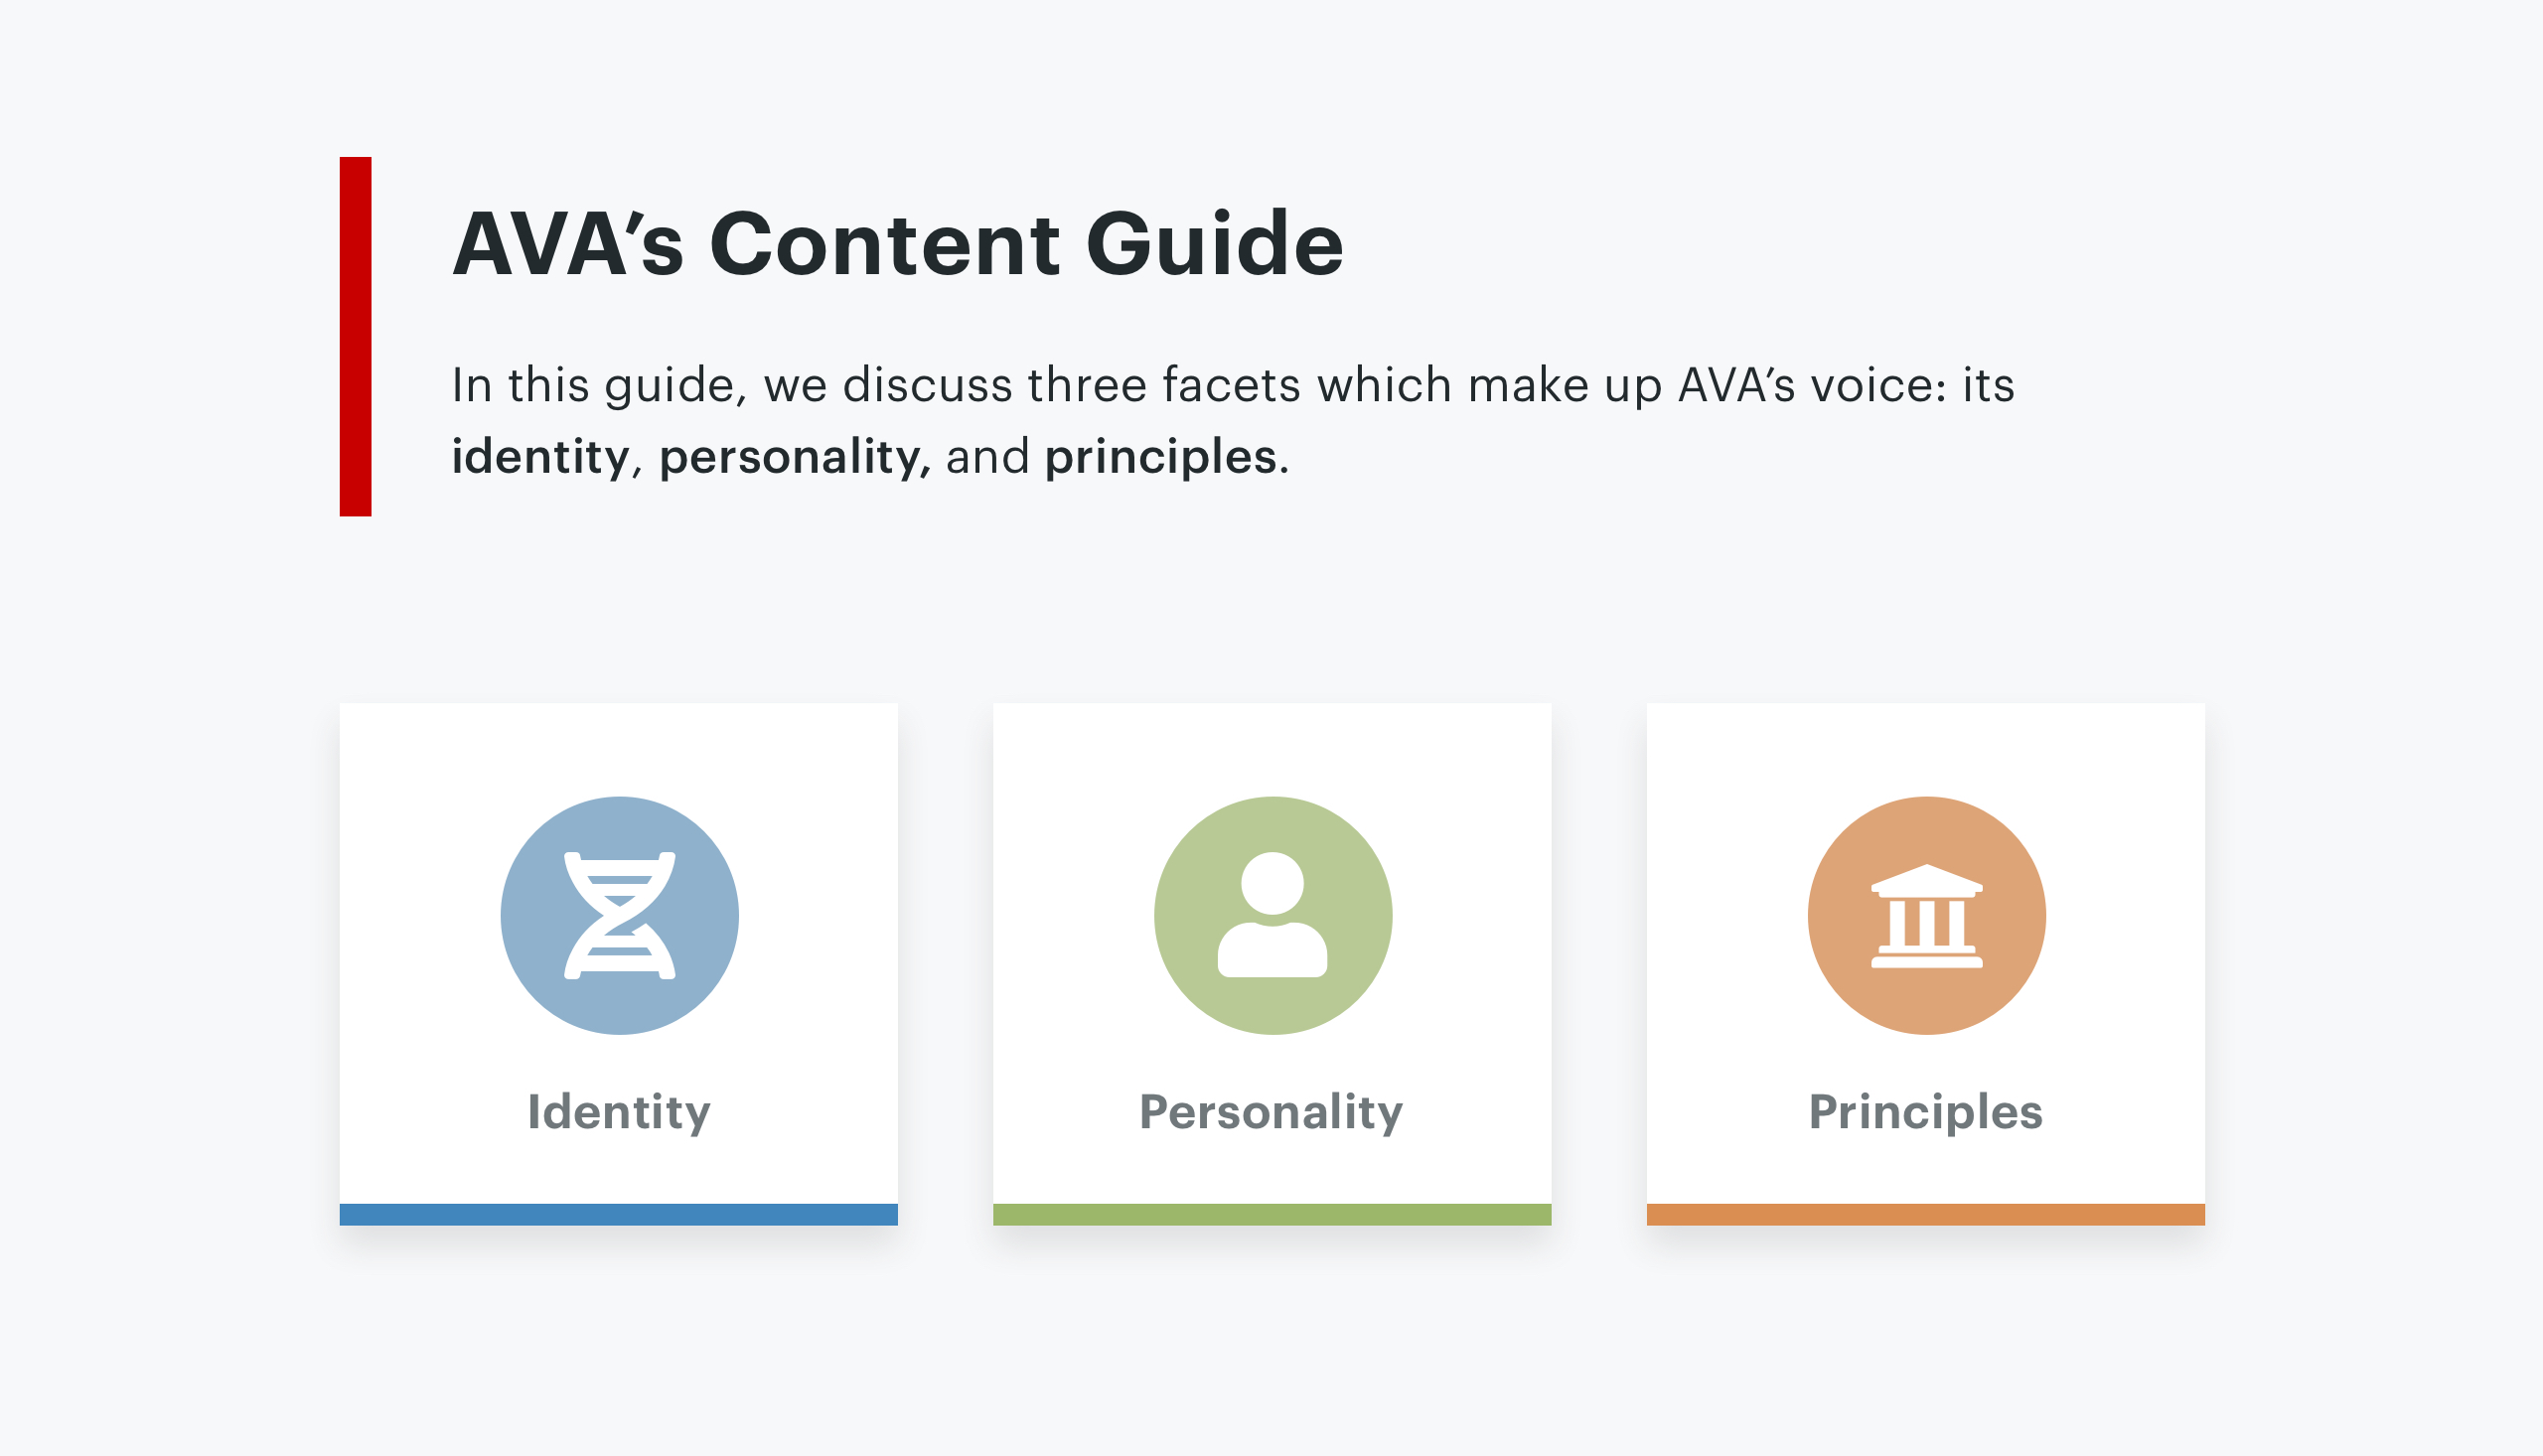 AVA’s Content Guide
In this guide, we discuss three facets which make up AVA’s voice: its
identity, personality, and principles.
Identity
Personality
Principles